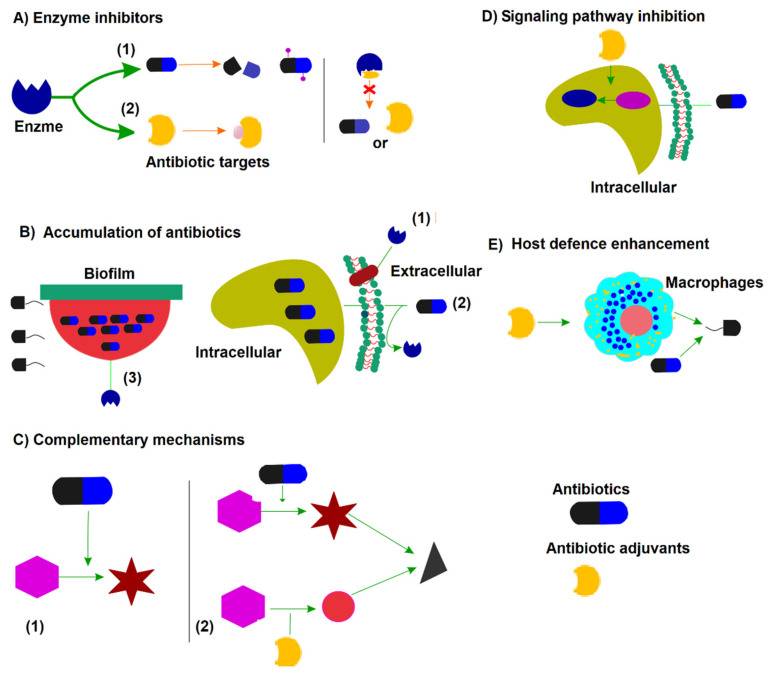 A) Enzyme inhibitors
(1)
(2)
Enzme
Antibiotic targets
or
D) Signaling pathway inhibition
Intracellular
B) Accumulation of antibiotics
Biofilm
(3)
(1)
Extracellular
(2)
Intracellular
E) Host defence enhancement
Macrophages
C) Complementary mechanisms
(1)
(2)
Antibiotics
Antibiotic adjuvants